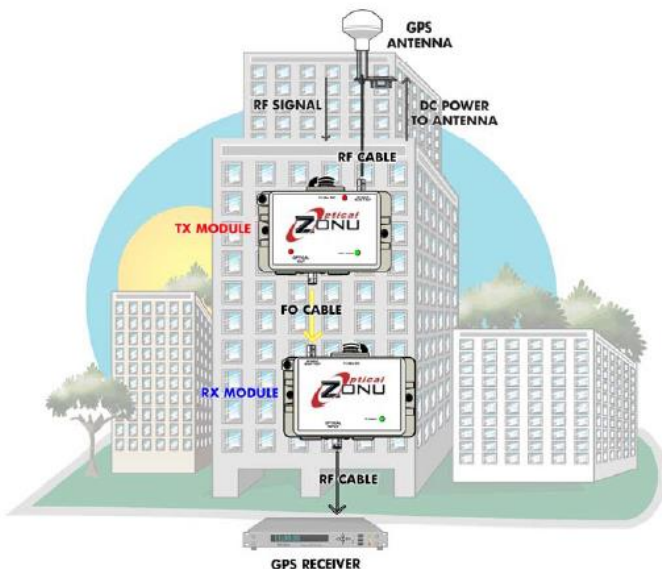 GPS
ANTENNA
RF SIGNAL
DC POWER
TO ANTENNA
RF CABLE
TX MODULE
Optical
ZONU
FO CABLE
RX MODULE
Optical
ZONU
RF CABLE
GPS RECEIVER